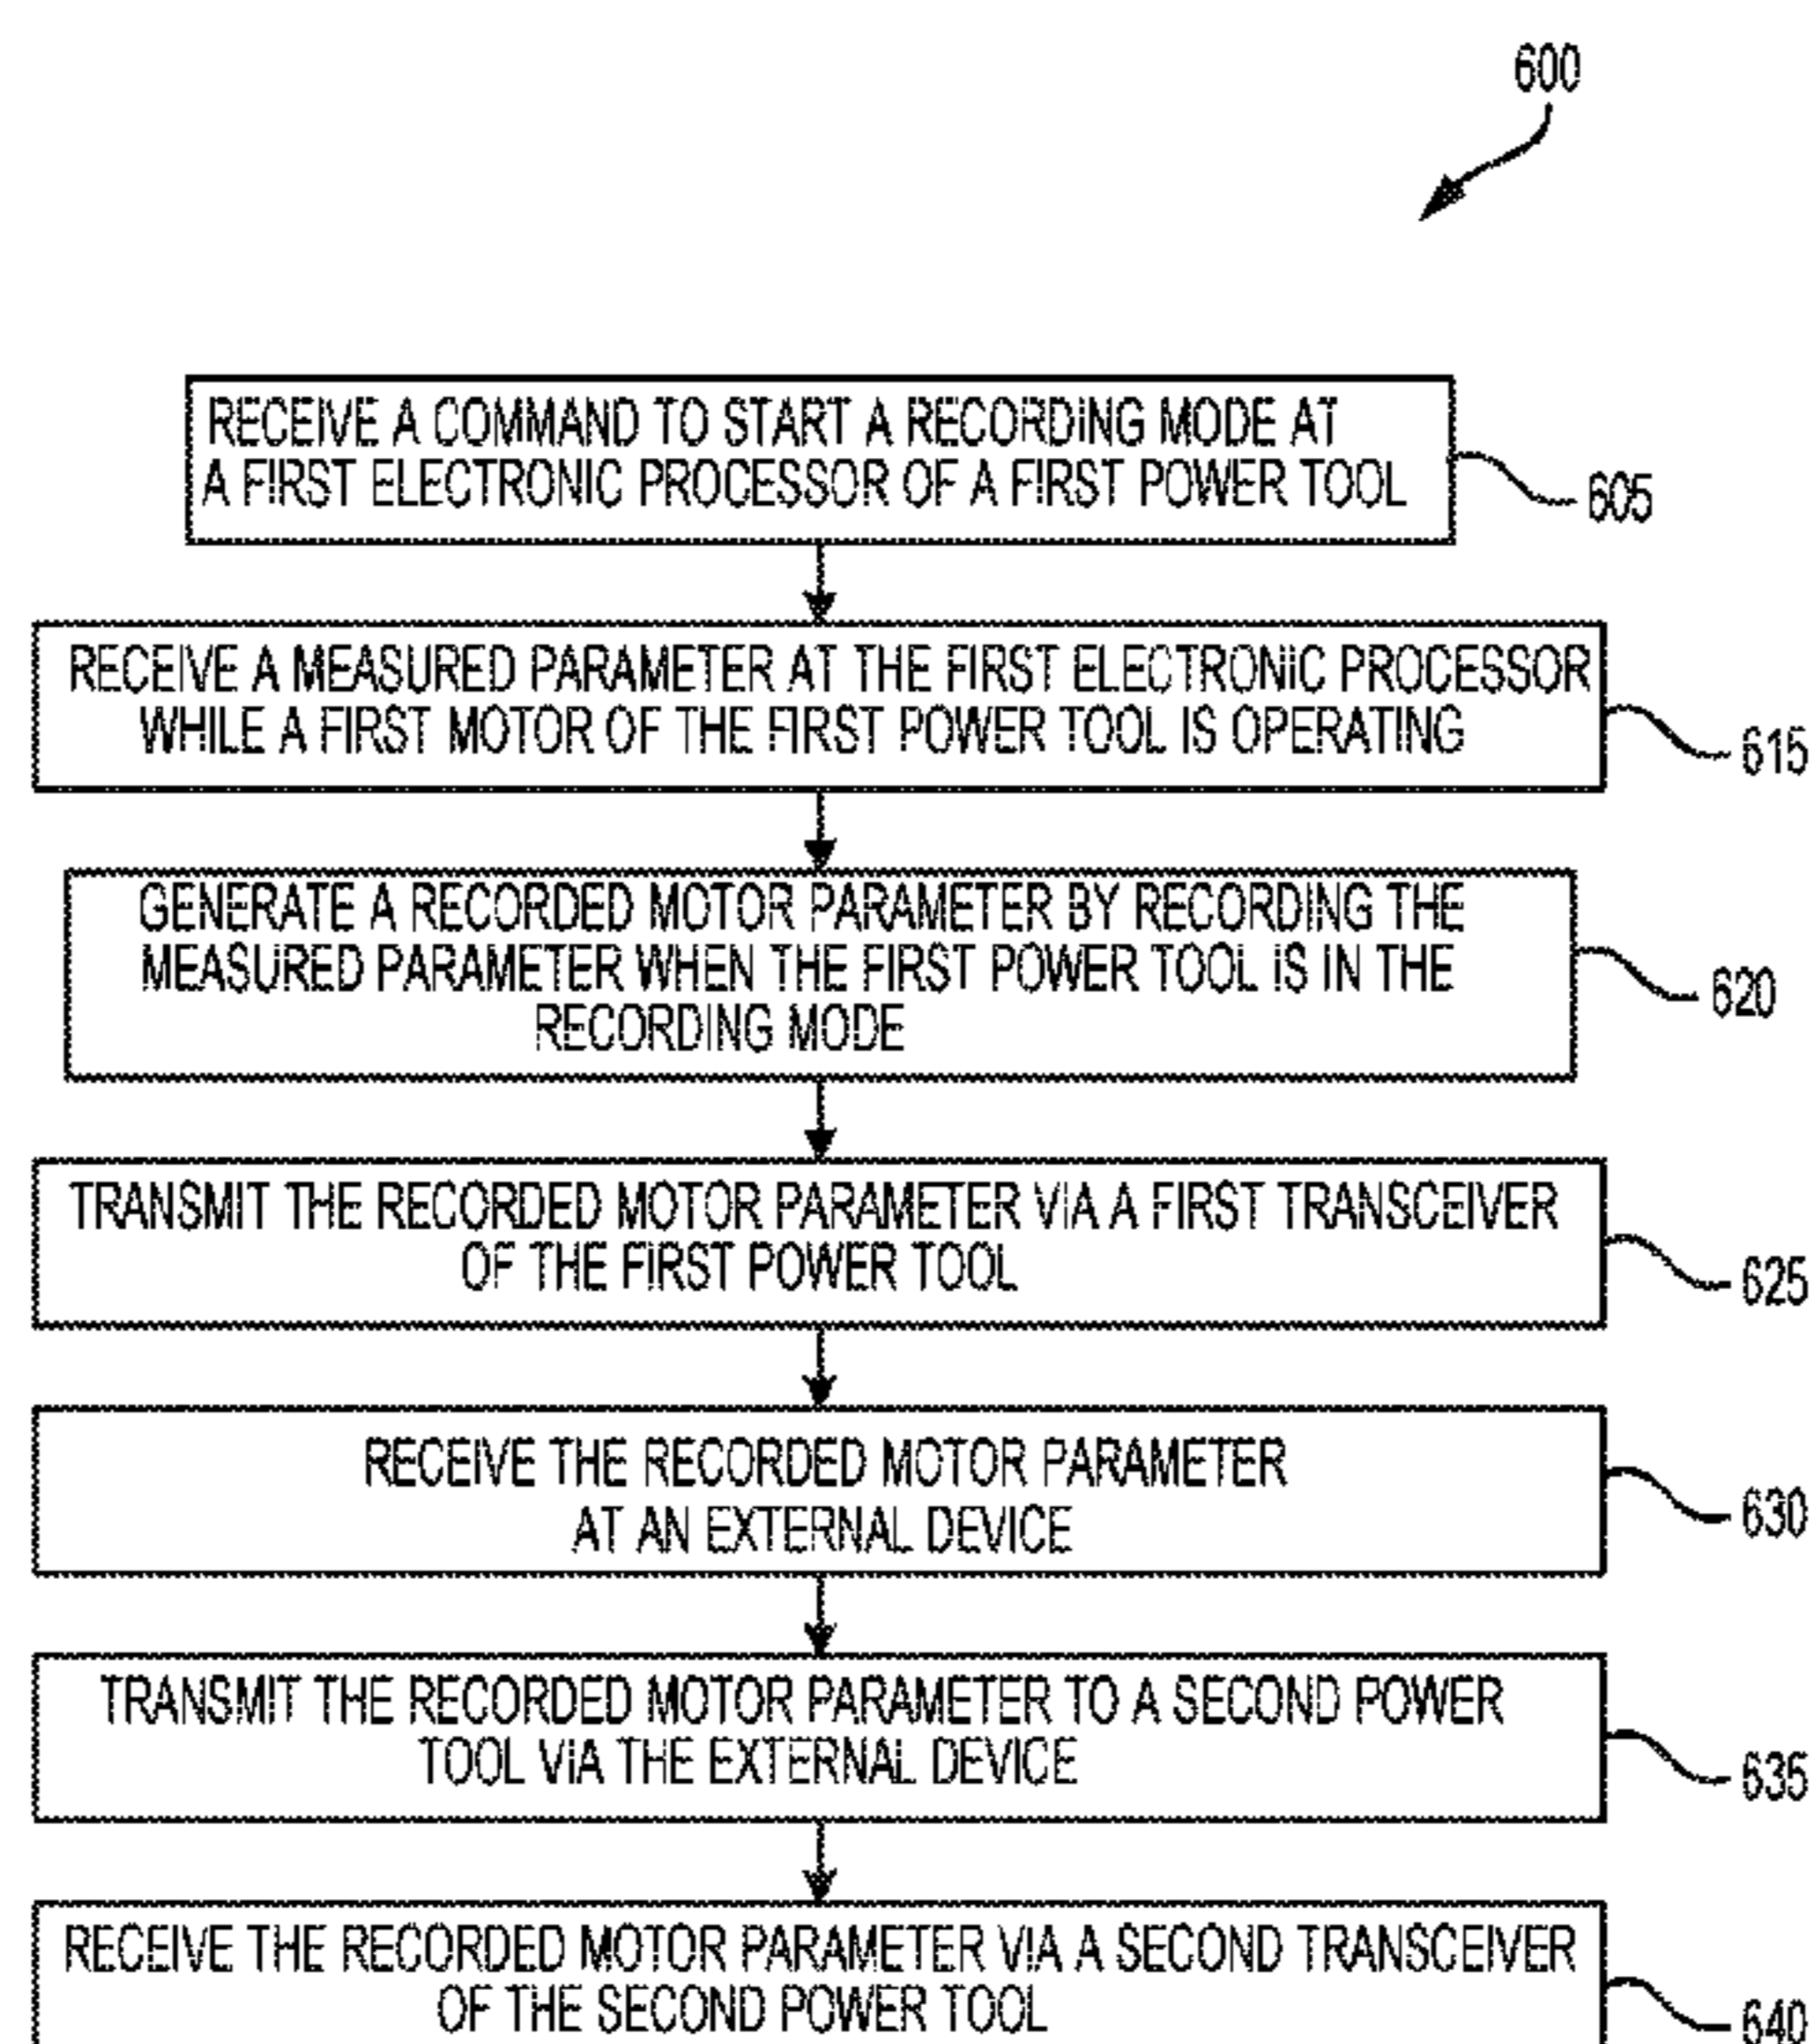 600
RECEIVE A COMMAND TO START A RECORDING MODE AT
A FIRST ELECTRONIC PROCESSOR OF A FIRST POWER TOOL
605
RECEIVE A MEASURED PARAMETER AT THE FIRST ELECTRONIC PROCESSOR
WHILE A FIRST MOTOR OF THE FIRST POWER TOOL IS OPERATING
615
GENERATE A RECORDED MOTOR PARAMETER BY RECORDING THE
MEASURED PARAMETER WHEN THE FIRST POWER TOOL IS IN THE
RECORDING MODE
620
TRANSMIT THE RECORDED MOTOR PARAMETER VIA A FIRST TRANSCEIVER
OF THE FIRST POWER TOOL
625
RECEIVE THE RECORDED MOTOR PARAMETER
AT AN EXTERNAL DEVICE
630
TRANSMIT THE RECORDED MOTOR PARAMETER TO A SECOND POWER
TOOL VIA THE EXTERNAL DEVICE
635
RECEIVE THE RECORDED MOTOR PARAMETER VIA A SECOND TRANSCEIVER
OF THE SECOND POWER TOOL
640